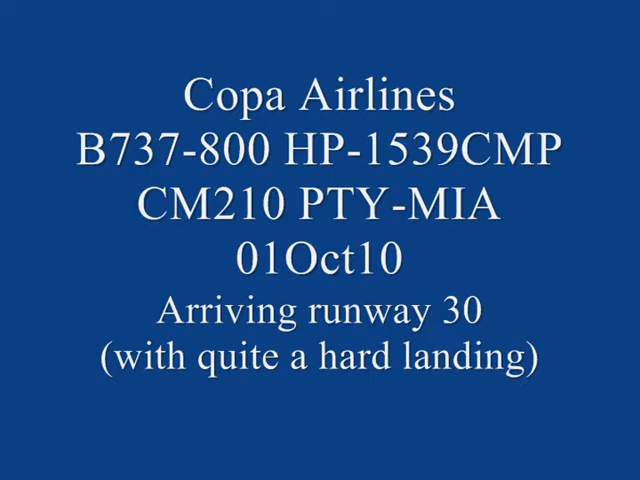 Copa Airlines
B737-800 HP-1539CMP
CM210 PTY-MIA
01Oct10
Arriving runway 30
(with quite a hard landing)